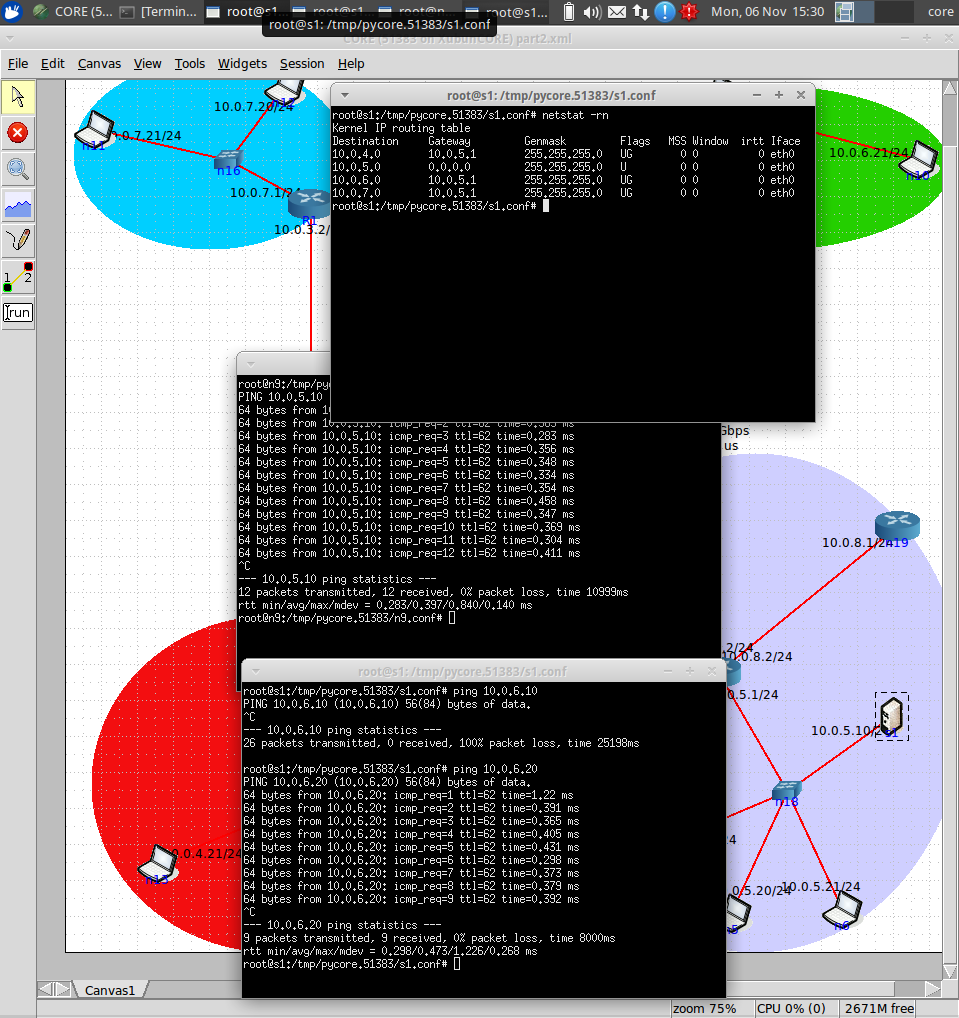 CORE (5...
[Termin...
root@s1...
root@s1...
root@n...
root@s1...
Mon, 06 Nov 15:30
core
root@s1: /tmp/pycore.51383/s1.conf
CORE (51383 on XubunCORE) part2.xml
File Edit Canvas View Tools Widgets Session Help
10.0.7.20/24
10.0.7.21/24
n11
n16
10.0.7.1/24
R1
10.0.3.2/
10.0.6.21/24
n10
root@s1: /tmp/pycore.51383/s1.conf
root@s1:/tmp/pycore.51383/s1.conf# netstat -rn
Kernel IP routing table
Destination Gateway Genmask Flags MSS Window irtt Iface
10.0.4.0 10.0.5.1 255.255.255.0 UG 0 0 0 eth0
10.0.5.0 0.0.0.0 255.255.255.0 U 0 0 0 eth0
10.0.6.0 10.0.5.1 255.255.255.0 UG 0 0 0 eth0
10.0.7.0 10.0.5.1 255.255.255.0 UG 0 0 0 eth0
root@s1:/tmp/pycore.51383/s1.conf#
1 2
run
root@n9:/tmp/py
PING 10.0.5.10
64 bytes from 1
64 bytes from 10.0.5.10: icmp_req=3 ttl=62 time=0.283 ms
64 bytes from 10.0.5.10: icmp_req=4 ttl=62 time=0.356 ms
64 bytes from 10.0.5.10: icmp_req=5 ttl=62 time=0.348 ms
64 bytes from 10.0.5.10: icmp_req=6 ttl=62 time=0.334 ms
64 bytes from 10.0.5.10: icmp_req=7 ttl=62 time=0.354 ms
64 bytes from 10.0.5.10: icmp_req=8 ttl=62 time=0.458 ms
64 bytes from 10.0.5.10: icmp_req=9 ttl=62 time=0.347 ms
64 bytes from 10.0.5.10: icmp_req=10 ttl=62 time=0.369 ms
64 bytes from 10.0.5.10: icmp_req=11 ttl=62 time=0.304 ms
64 bytes from 10.0.5.10: icmp_req=12 ttl=62 time=0.411 ms
^C
--- 10.0.5.10 ping statistics ---
12 packets transmitted, 12 received, 0% packet loss, time 10999ms
rtt min/avg/max/mdev = 0.283/0.397/0.840/0.140 ms
root@n9:/tmp/pycore.51383/n9.conf#
Gbps
us
10.0.8.1/24
n19
2/24
10.0.8.2/24
0.5.1/24
10.0.5.10/2
s1
n18
4
0.5.20/24
10.0.5.21/24
n5
n6
0.0.4.21/24
n13
root@s1: /tmp/pycore.51383/s1.conf
root@s1:/tmp/pycore.51383/s1.conf# ping 10.0.6.10
PING 10.0.6.10 (10.0.6.10) 56(84) bytes of data.
^C
--- 10.0.6.10 ping statistics ---
26 packets transmitted, 0 received, 100% packet loss, time 25198ms
root@s1:/tmp/pycore.51383/s1.conf# ping 10.0.6.20
PING 10.0.6.20 (10.0.6.20) 56(84) bytes of data.
64 bytes from 10.0.6.20: icmp_req=1 ttl=62 time=1.22 ms
64 bytes from 10.0.6.20: icmp_req=2 ttl=62 time=0.391 ms
64 bytes from 10.0.6.20: icmp_req=3 ttl=62 time=0.365 ms
64 bytes from 10.0.6.20: icmp_req=4 ttl=62 time=0.405 ms
64 bytes from 10.0.6.20: icmp_req=5 ttl=62 time=0.431 ms
64 bytes from 10.0.6.20: icmp_req=6 ttl=62 time=0.298 ms
64 bytes from 10.0.6.20: icmp_req=7 ttl=62 time=0.373 ms
64 bytes from 10.0.6.20: icmp_req=8 ttl=62 time=0.379 ms
64 bytes from 10.0.6.20: icmp_req=9 ttl=62 time=0.392 ms
^C
--- 10.0.6.20 ping statistics ---
9 packets transmitted, 9 received, 0% packet loss, time 8000ms
rtt min/avg/max/mdev = 0.298/0.473/1.226/0.268 ms
root@s1:/tmp/pycore.51383/s1.conf#
Canvas1
zoom 75%
CPU 0% (0)
2671M free